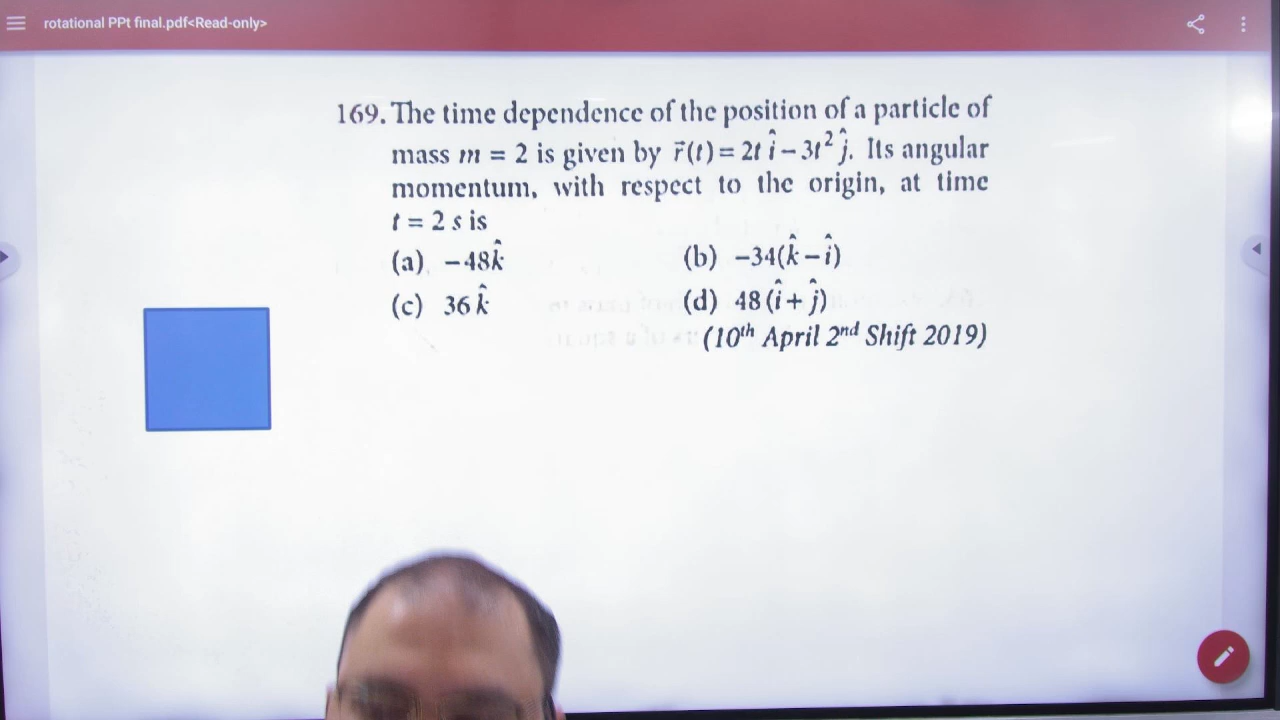 rotational PPt final.pdf<Read-only>
169. The time dependence of the position of a particle of
mass m = 2 is given by r⃗(t) = 2t î – 3t² ĵ. Its angular
momentum, with respect to the origin, at time
t = 2 s is
(a) –48k̂ (b) –34(k̂ – î)
(c) 36 k̂ (d) 48 (î + ĵ)
(10th April 2nd Shift 2019)